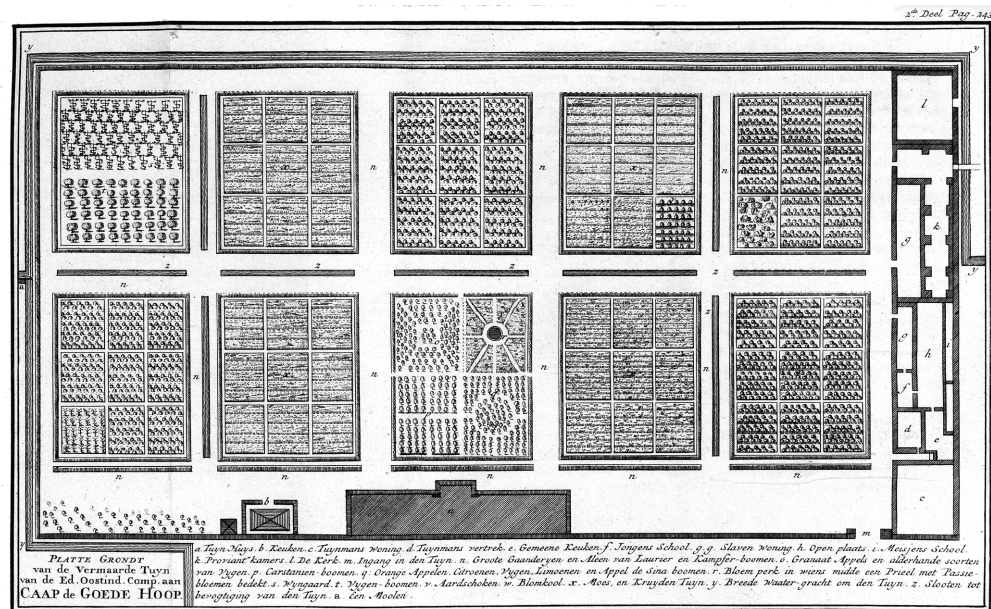 2.de Deel Pag. 243
PLATTE GRONDT
van de Vermaarde Tuyn
van de Ed. Oostind. Comp. aan
CAAP de GOEDE HOOP.
a. Tuyn Huys. b. Keuken. c. Tuynmans woning. d. Tuynmans vertrek. e. Gemeene Keuken. f. Jongens School. g.g. Slaven Woning. h. Open plaats. i. Meisjens School.
k. Proviant kamers. l. De Kerk. m. Ingang in den Tuyn. n. Groote Gaanderyen en Aleen van Laurier en Kampfer boomen. o. Granaat Appels en alderhande soorten
van Vygen. p. Carstanien-boomen. q. Orange Appelen, Citroenen, Vygen, Limoenen en Appel de Sina boomen. r. Bloem perk in wiens midde een Prieel met Passie-
bloemen bedekt. s. Wyngaard. t. Vygen-boomen. v. Aardschoken. w. Blomkool. x. Moes, en Kruyden Tuyn. y. Breede Waater-gracht om den Tuyn. z. Slooten tot
bevogtiging van den Tuyn. a. Een Moolen.